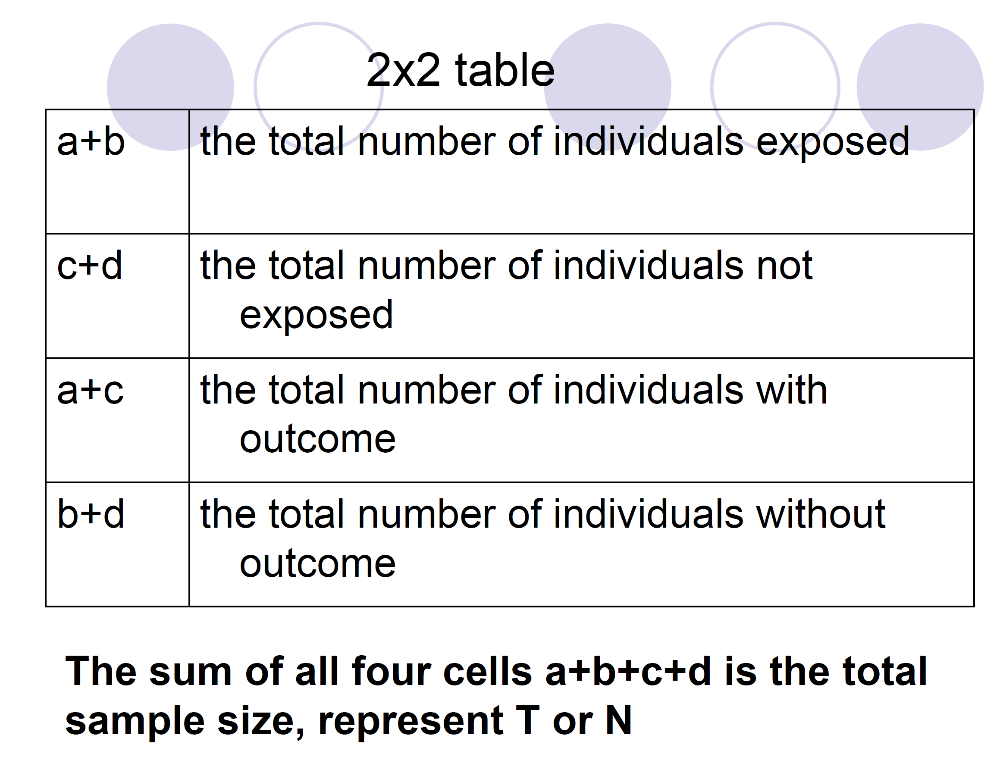 2x2 table
a+b the total number of individuals exposed
c+d the total number of individuals not
exposed
a+c the total number of individuals with
outcome
b+d the total number of individuals without
outcome
The sum of all four cells a+b+c+d is the total
sample size, represent T or N